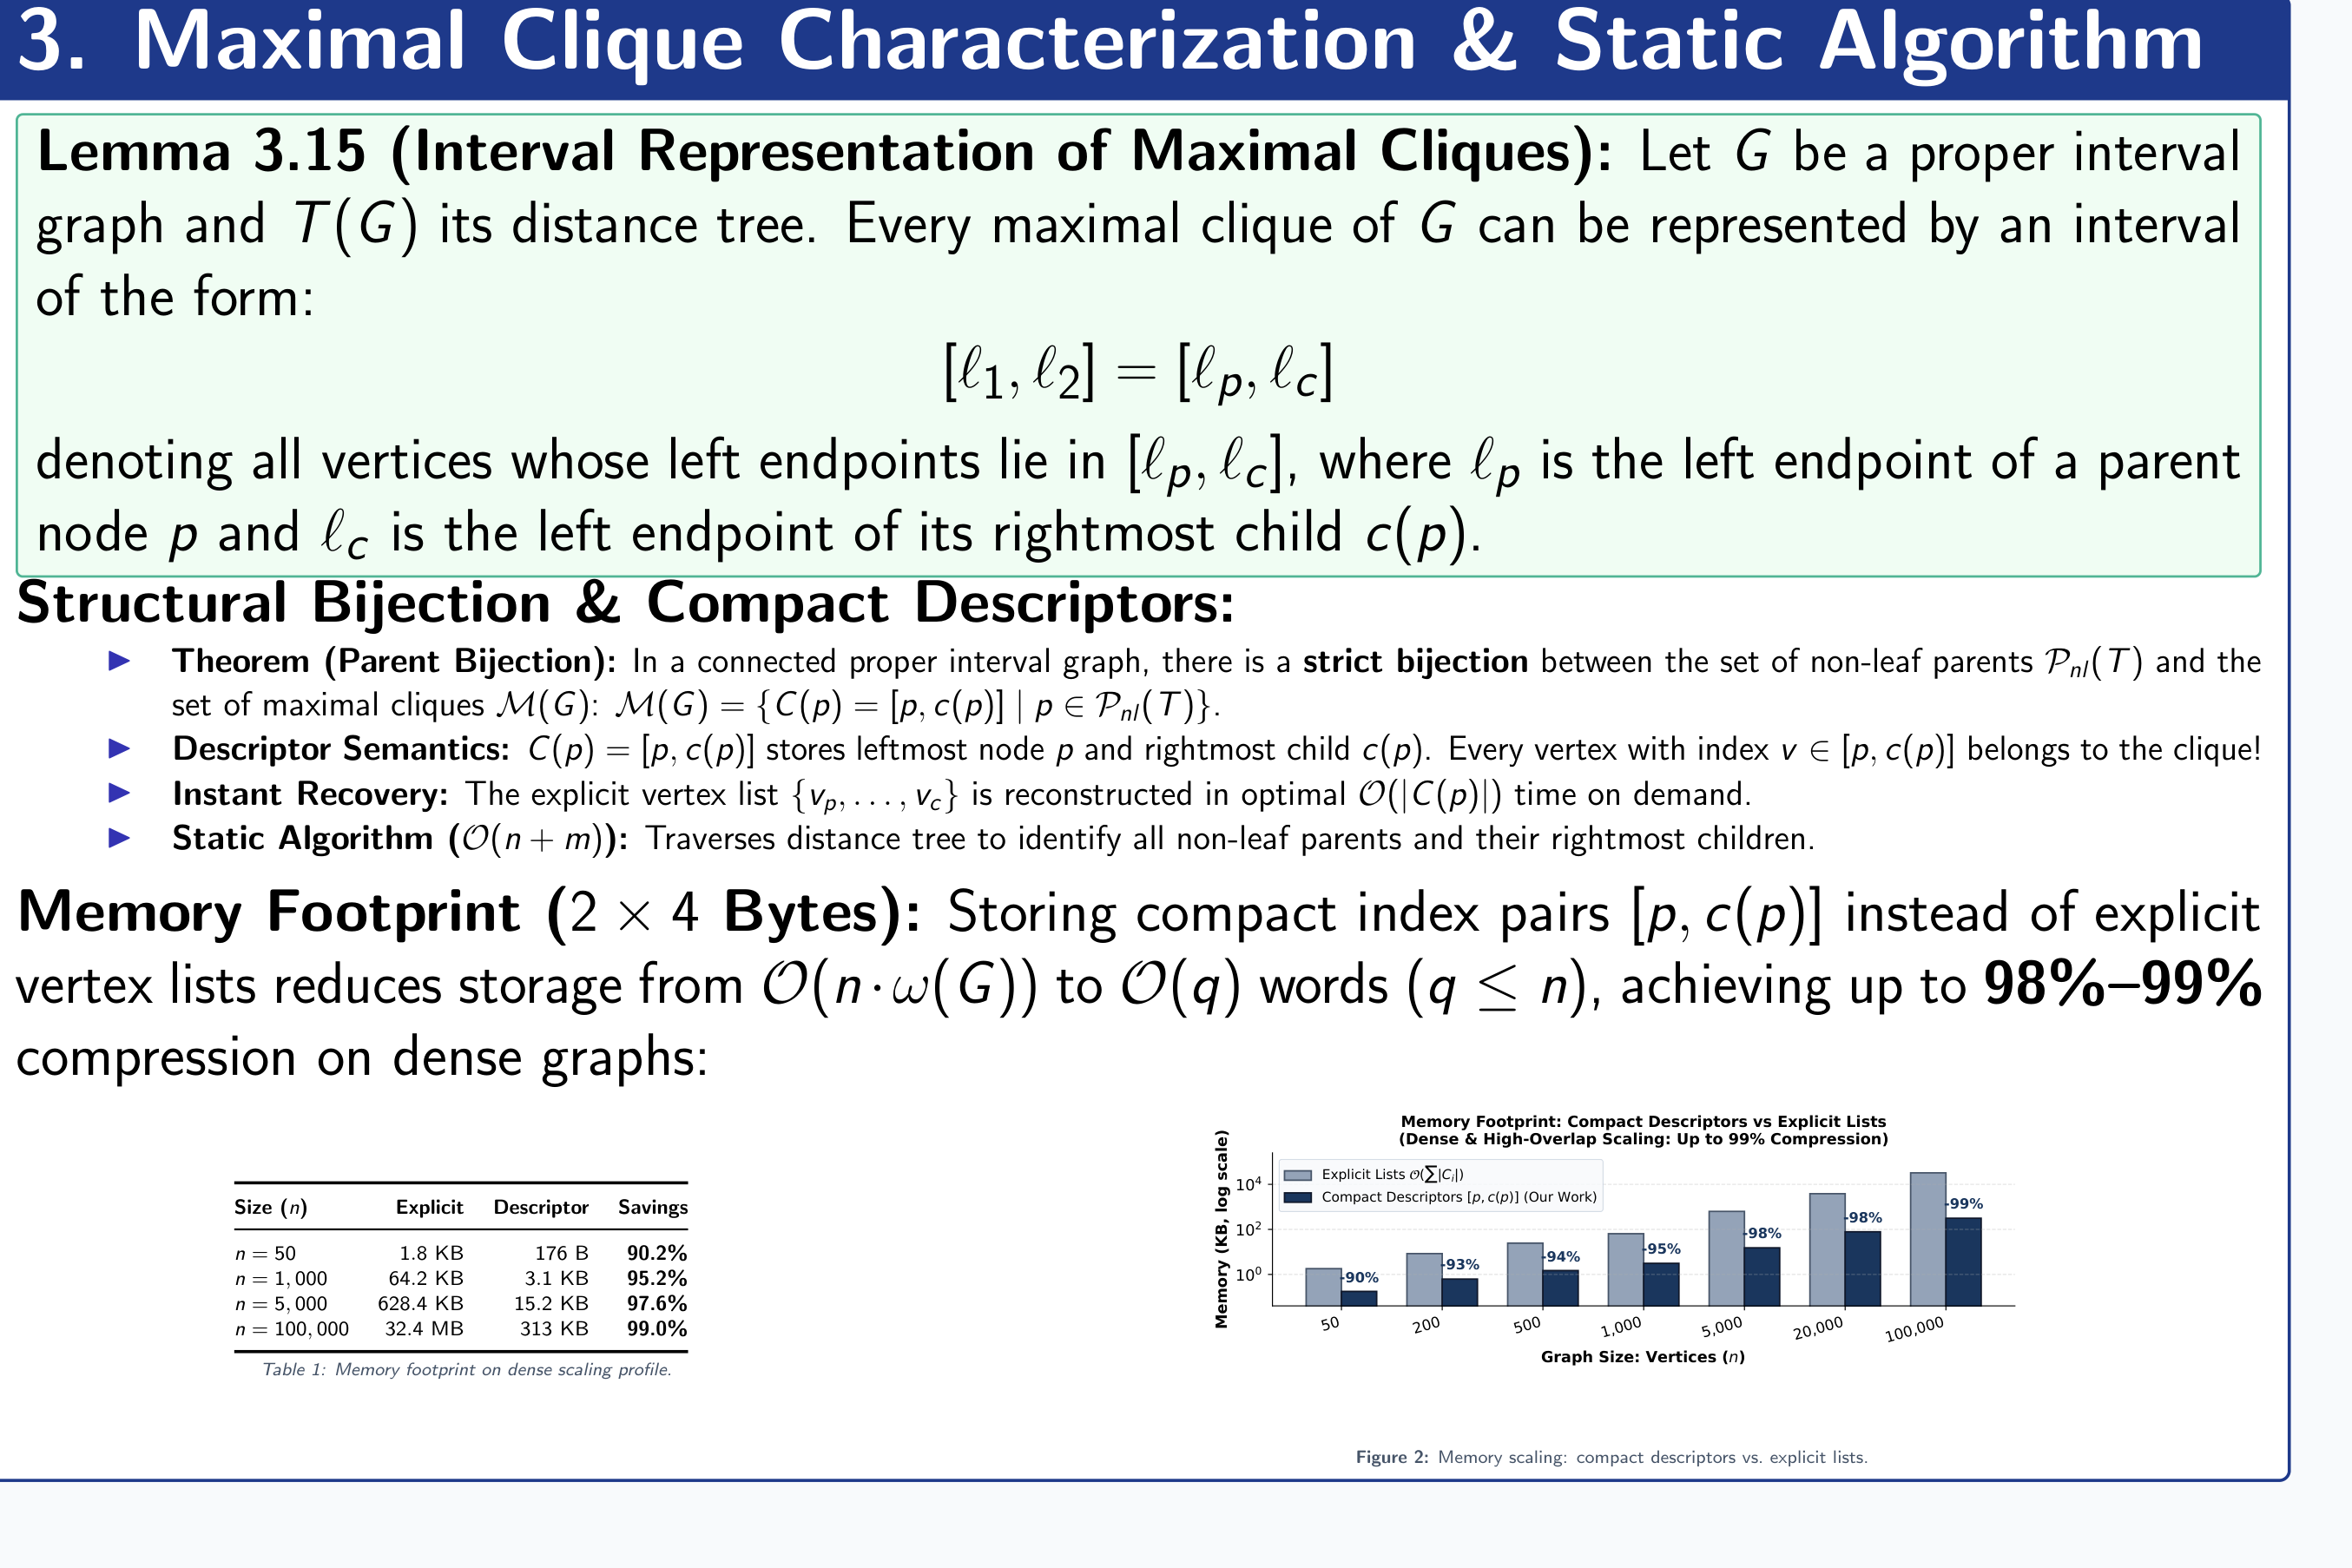 3. Maximal Clique Characterization & Static Algorithm
Lemma 3.15 (Interval Representation of Maximal Cliques): Let G be a proper interval
graph and T(G) its distance tree. Every maximal clique of G can be represented by an interval
of the form:
[ℓ₁, ℓ₂] = [ℓ_p, ℓ_c]
denoting all vertices whose left endpoints lie in [ℓ_p, ℓ_c], where ℓ_p is the left endpoint of a parent
node p and ℓ_c is the left endpoint of its rightmost child c(p).
Structural Bijection & Compact Descriptors:
▶ Theorem (Parent Bijection): In a connected proper interval graph, there is a strict bijection between the set of non-leaf parents 𝒫_nl(T) and the
set of maximal cliques ℳ(G): ℳ(G) = {C(p) = [p, c(p)] | p ∈ 𝒫_nl(T)}.
▶ Descriptor Semantics: C(p) = [p, c(p)] stores leftmost node p and rightmost child c(p). Every vertex with index v ∈ [p, c(p)] belongs to the clique!
▶ Instant Recovery: The explicit vertex list {v_p, . . . , v_c} is reconstructed in optimal 𝒪(|C(p)|) time on demand.
▶ Static Algorithm (𝒪(n + m)): Traverses distance tree to identify all non-leaf parents and their rightmost children.
Memory Footprint (2 × 4 Bytes): Storing compact index pairs [p, c(p)] instead of explicit
vertex lists reduces storage from 𝒪(n · ω(G)) to 𝒪(q) words (q ≤ n), achieving up to 98%–99%
compression on dense graphs:
Size (n) Explicit Descriptor Savings
n = 50 1.8 KB 176 B 90.2%
n = 1, 000 64.2 KB 3.1 KB 95.2%
n = 5, 000 628.4 KB 15.2 KB 97.6%
n = 100, 000 32.4 MB 313 KB 99.0%
Table 1: Memory footprint on dense scaling profile.
Memory Footprint: Compact Descriptors vs Explicit Lists
(Dense & High-Overlap Scaling: Up to 99% Compression)
Memory (KB, log scale)
Explicit Lists 𝒪(∑|C_i|)
Compact Descriptors [p, c(p)] (Our Work)
10⁴
10²
10⁰
-90%
-93%
-94%
-95%
-98%
-98%
-99%
50 200 500 1,000 5,000 20,000 100,000
Graph Size: Vertices (n)
Figure 2: Memory scaling: compact descriptors vs. explicit lists.